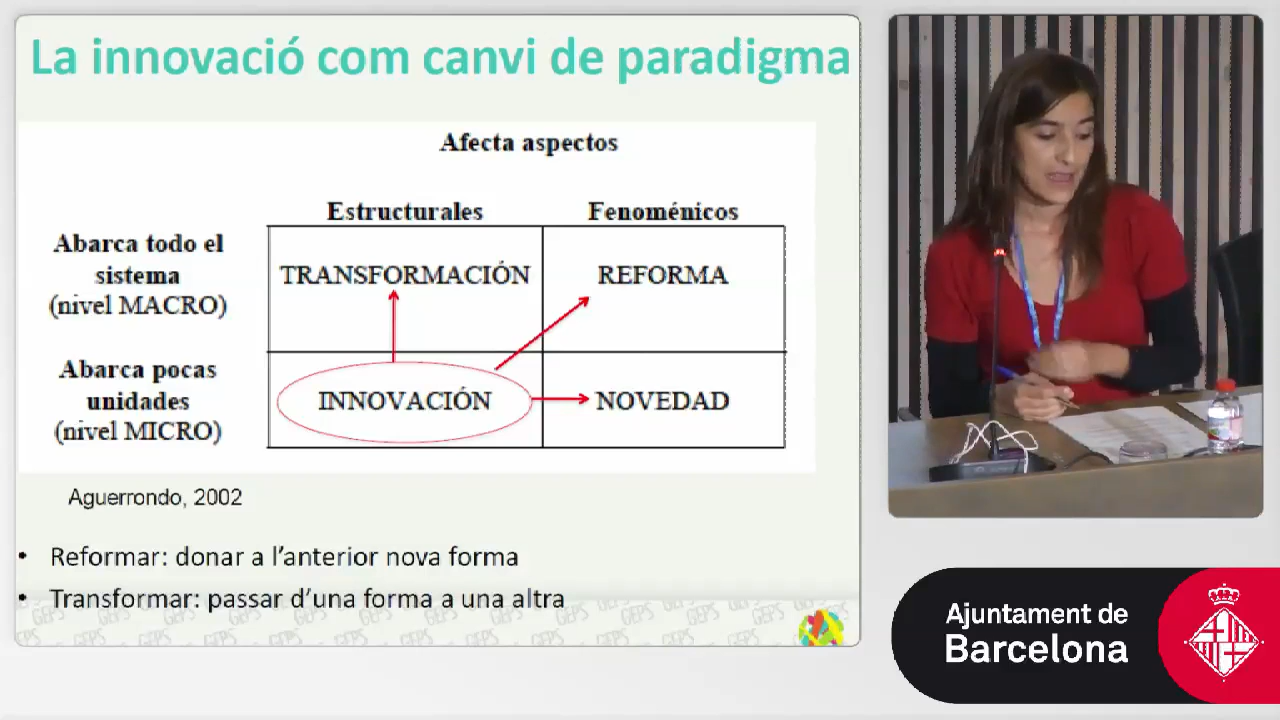 La innovació com canvi de paradigma
Afecta aspectos
Estructurales Fenoménicos
Abarca todo el
sistema
(nivel MACRO)
TRANSFORMACIÓN REFORMA
Abarca pocas
unidades
(nivel MICRO)
INNOVACIÓN NOVEDAD
Aguerrondo, 2002
• Reformar: donar a l’anterior nova forma
• Transformar: passar d’una forma a una altra
GEPS
Ajuntament de
Barcelona